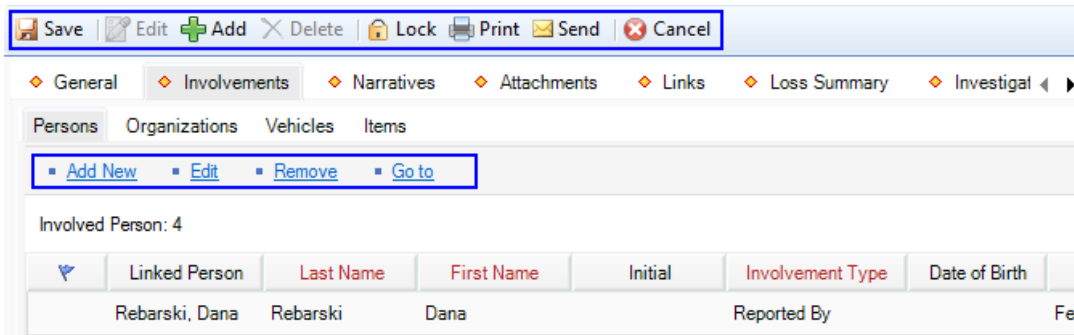 Save Edit Add Delete Lock Print Send Cancel
General Involvements Narratives Attachments Links Loss Summary Investigat
Persons Organizations Vehicles Items
Add New Edit Remove Go to
Involved Person: 4
Linked Person Last Name First Name Initial Involvement Type Date of Birth
Rebarski, Dana Rebarski Dana Reported By Fe